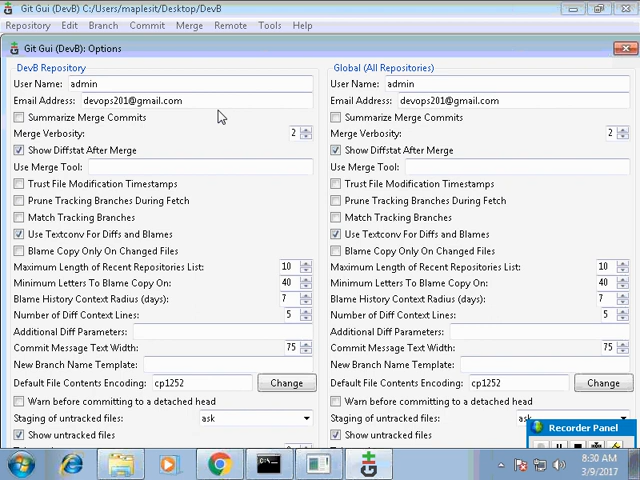 Git Gui (DevB) C:/Users/maplesit/Desktop/DevB
Repository Edit Branch Commit Merge Remote Tools Help
Git Gui (DevB): Options
DevB Repository
User Name: admin
Email Address: devops201@gmail.com
Summarize Merge Commits
Merge Verbosity: 2
Show Diffstat After Merge
Use Merge Tool:
Trust File Modification Timestamps
Prune Tracking Branches During Fetch
Match Tracking Branches
Use Textconv For Diffs and Blames
Blame Copy Only On Changed Files
Maximum Length of Recent Repositories List: 10
Minimum Letters To Blame Copy On: 40
Blame History Context Radius (days): 7
Number of Diff Context Lines: 5
Additional Diff Parameters:
Commit Message Text Width: 75
New Branch Name Template:
Default File Contents Encoding: cp1252 Change
Warn before committing to a detached head
Staging of untracked files: ask
Show untracked files
Global (All Repositories)
User Name: admin
Email Address: devops201@gmail.com
Summarize Merge Commits
Merge Verbosity: 2
Show Diffstat After Merge
Use Merge Tool:
Trust File Modification Timestamps
Prune Tracking Branches During Fetch
Match Tracking Branches
Use Textconv For Diffs and Blames
Blame Copy Only On Changed Files
Maximum Length of Recent Repositories List: 10
Minimum Letters To Blame Copy On: 40
Blame History Context Radius (days): 7
Number of Diff Context Lines: 5
Additional Diff Parameters:
Commit Message Text Width: 75
New Branch Name Template:
Default File Contents Encoding: cp1252 Change
Warn before committing to a detached head
Staging of untracked files: ask
Show untracked files
Recorder Panel
8:30 AM
3/9/2017